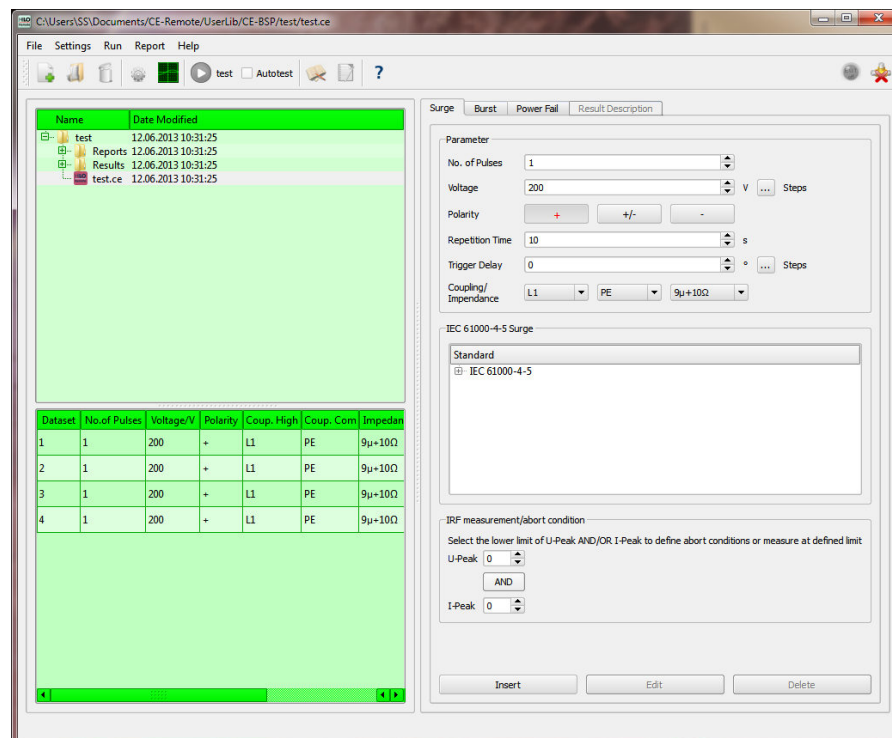 C:\Users\SS\Documents/CE-Remote/UserLib/CE-BSP/test/test.ce
File Settings Run Report Help
test Autotest ?
Name Date Modified
test 12.06.2013 10:31:25
Reports 12.06.2013 10:31:25
Results 12.06.2013 10:31:25
test.ce 12.06.2013 10:31:25
Dataset No.of Pulses Voltage/V Polarity Coup. High Coup. Com Impedan
1 1 200 + L1 PE 9µ+10Ω
2 1 200 + L1 PE 9µ+10Ω
3 1 200 + L1 PE 9µ+10Ω
4 1 200 + L1 PE 9µ+10Ω
Surge Burst Power Fail Result Description
Parameter
No. of Pulses 1
Voltage 200 V ... Steps
Polarity + +/- -
Repetition Time 10 s
Trigger Delay 0 ° ... Steps
Coupling/
Impendance L1 PE 9µ+10Ω
IEC 61000-4-5 Surge
Standard
IEC 61000-4-5
IRF measurement/abort condition
Select the lower limit of U-Peak AND/OR I-Peak to define abort conditions or measure at defined limit
U-Peak 0
AND
I-Peak 0
Insert Edit Delete